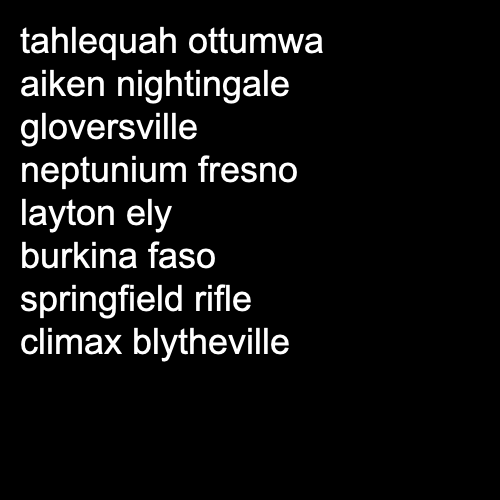 tahlequah ottumwa
aiken nightingale
gloversville
neptunium fresno
layton ely
burkina faso
springfield rifle
climax blytheville